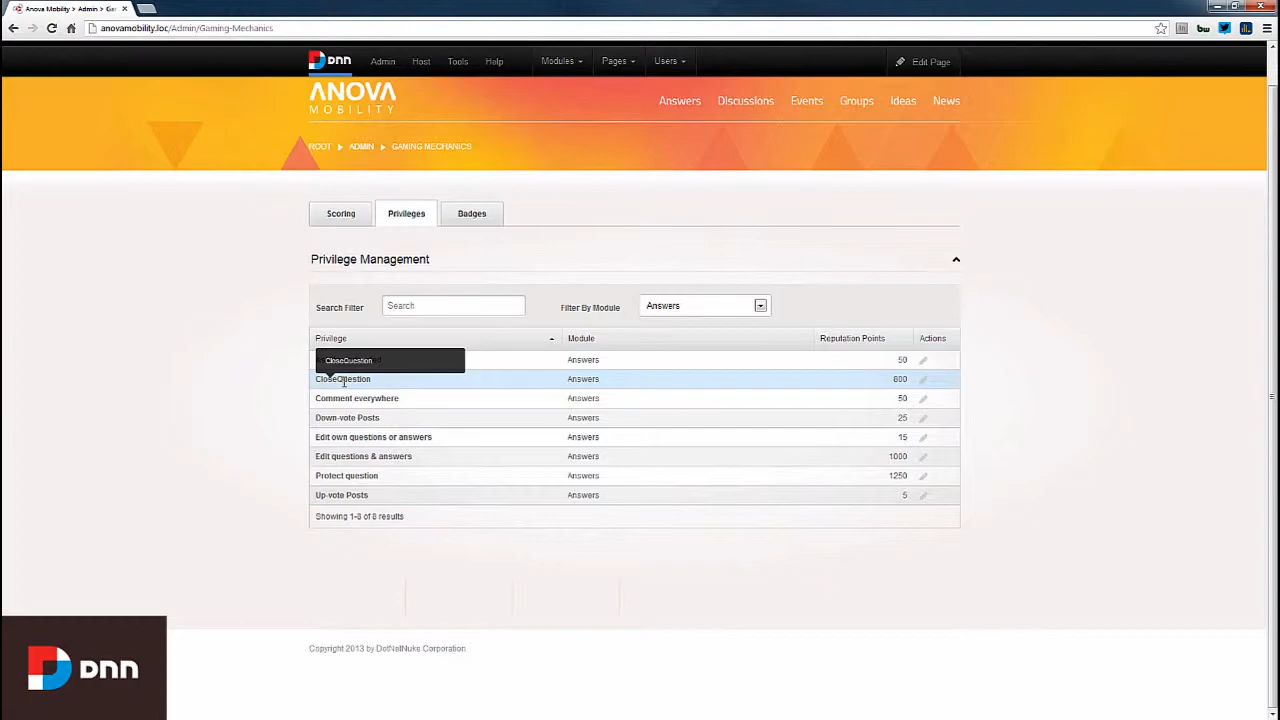 Anova Mobility > Admin > Ga
anovamobility.loc/Admin/Gaming-Mechanics
DNN Admin Host Tools Help Modules Pages Users Edit Page
ANOVA
MOBILITY
Answers Discussions Events Groups Ideas News
ROOT ADMIN GAMING MECHANICS
Scoring Privileges Badges
Privilege Management
Search Filter Search Filter By Module Answers
Privilege Module Reputation Points Actions
CloseQuestion Answers 50
CloseQuestion Answers 800
Comment everywhere Answers 50
Down-vote Posts Answers 25
Edit own questions or answers Answers 15
Edit questions & answers Answers 1000
Protect question Answers 1250
Up-vote Posts Answers 5
Showing 1-8 of 8 results
Copyright 2013 by DotNetNuke Corporation
DNN